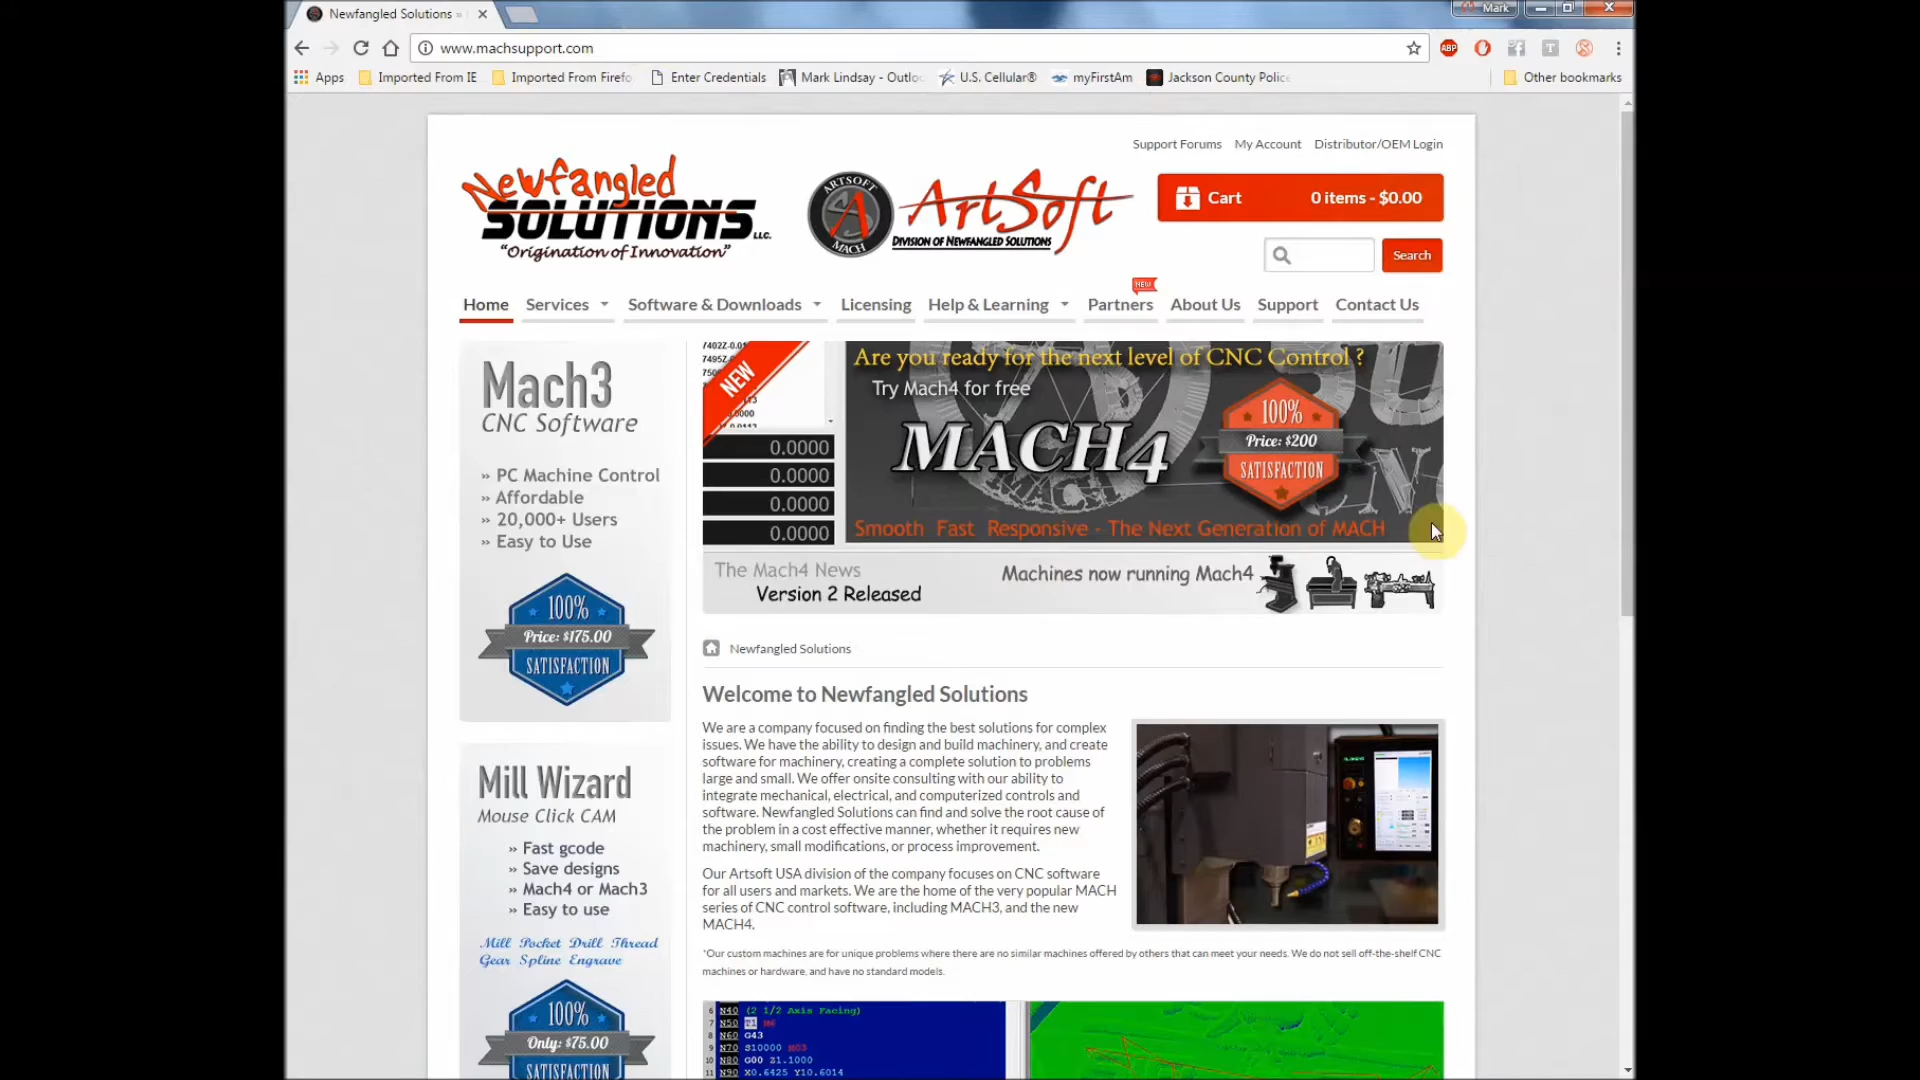 Newfangled Solutions »
Mark
www.machsupport.com
Apps
Imported From IE
Imported From Firefo
Enter Credentials
Mark Lindsay - Outlo
U.S. Cellular®
myFirstAm
Jackson County Polic
Other bookmarks
ABP
Support Forums
My Account
Distributor/OEM Login
Newfangled
SOLUTIONS LLC.
"Origination of Innovation"
ARTSOFT
MACH
ArtSoft
DIVISION OF NEWFANGLED SOLUTIONS
Cart
0 items - $0.00
Search
NEW
Home
Services
Software & Downloads
Licensing
Help & Learning
Partners
About Us
Support
Contact Us
Mach3
CNC Software
» PC Machine Control
» Affordable
» 20,000+ Users
» Easy to Use
100%
Price: $175.00
SATISFACTION
NEW
0.0000
0.0000
0.0000
0.0000
Are you ready for the next level of CNC Control ?
Try Mach4 for free
MACH4
100%
Price: $200
SATISFACTION
Smooth Fast Responsive - The Next Generation of MACH
The Mach4 News
Version 2 Released
Machines now running Mach4
Newfangled Solutions
Welcome to Newfangled Solutions
We are a company focused on finding the best solutions for complex
issues. We have the ability to design and build machinery, and create
software for machinery, creating a complete solution to problems
large and small. We offer onsite consulting with our ability to
integrate mechanical, electrical, and computerized controls and
software. Newfangled Solutions can find and solve the root cause of
the problem in a cost effective manner, whether it requires new
machinery, small modifications, or process improvement.
Our Artsoft USA division of the company focuses on CNC software
for all users and markets. We are the home of the very popular MACH
series of CNC control software, including MACH3, and the new
MACH4.
*Our custom machines are for unique problems where there are no similar machines offered by others that can meet your needs. We do not sell off-the-shelf CNC
machines or hardware, and have no standard models.
Mill Wizard
Mouse Click CAM
» Fast gcode
» Save designs
» Mach4 or Mach3
» Easy to use
Mill Pocket Drill Thread
Gear Spline Engrave
100%
Only: $75.00
SATISFACTION
6 N40 (2 1/2 Axis Facing)
7 N50 T1 M6
8 N60 G43
9 N70 S10000 M03
10 N80 G00 Z1.1000
11 N90 X0.6425 Y10.6014